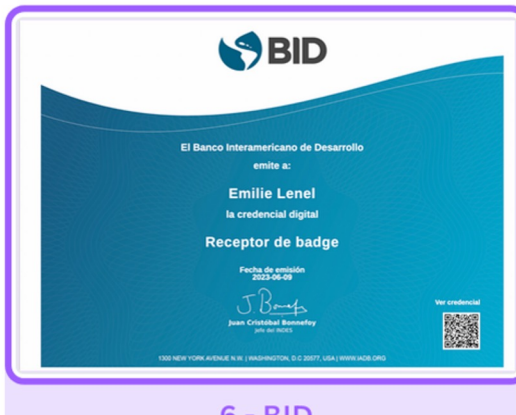 BID
El Banco Interamericano de Desarrollo
emite a:
Emilie Lenel
la credencial digital
Receptor de badge
Fecha de emisión
2023-06-09
J. Bonnefoy
Juan Cristóbal Bonnefoy
Jefe del INDES
Ver credencial
1300 NEW YORK AVENUE N.W. | WASHINGTON, D.C 20577, USA | WWW.IADB.ORG
6 - BID